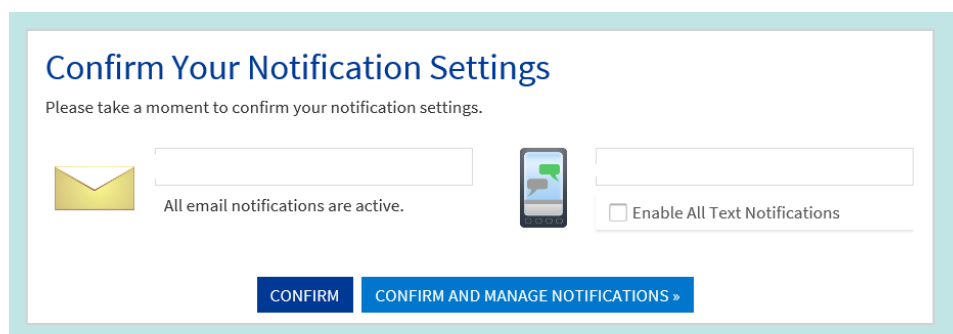 Confirm Your Notification Settings
Please take a moment to confirm your notification settings.
All email notifications are active.
Enable All Text Notifications
CONFIRM
CONFIRM AND MANAGE NOTIFICATIONS »